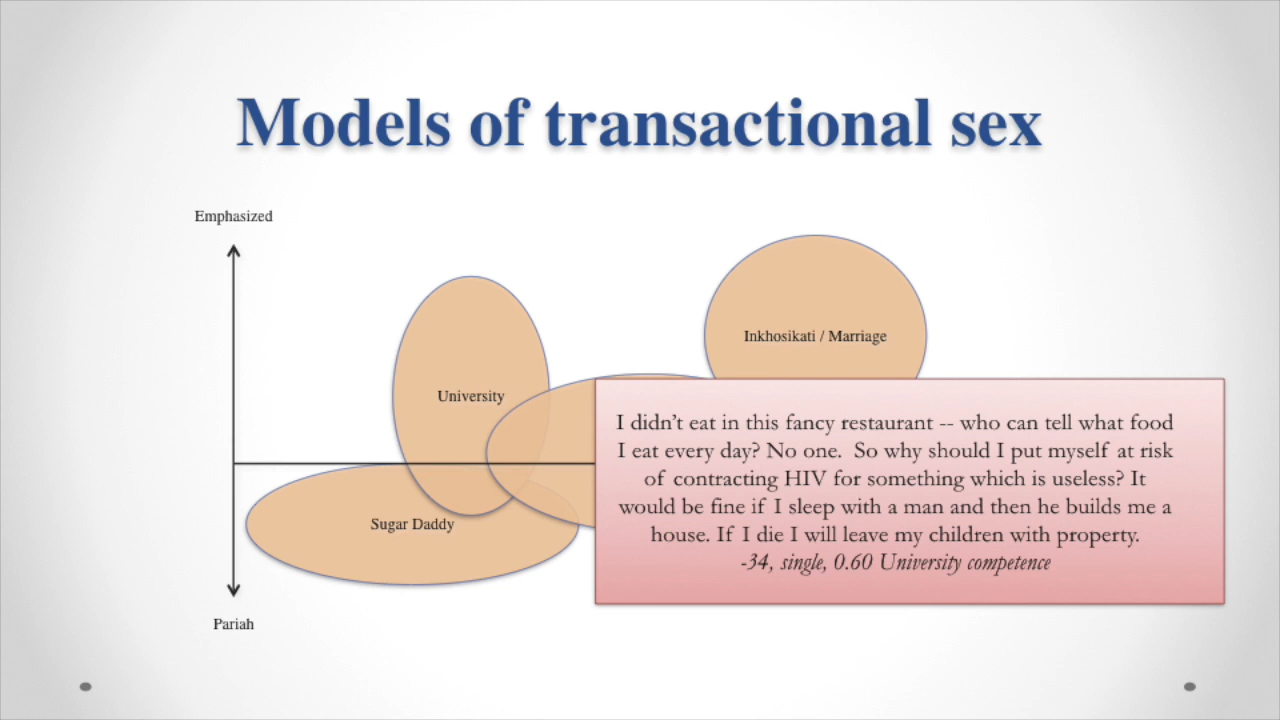 Models of transactional sex
Emphasized
Inkhosikati / Marriage
University
I didn’t eat in this fancy restaurant -- who can tell what food
I eat every day? No one.  So why should I put myself at risk
of contracting HIV for something which is useless? It
would be fine if I sleep with a man and then he builds me a
house. If I die I will leave my children with property.
-34, single, 0.60 University competence
Sugar Daddy
Pariah